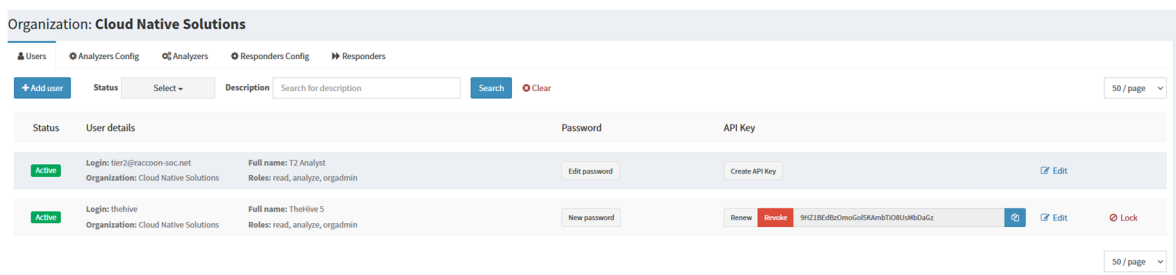 Organization: Cloud Native Solutions
Users Analyzers Config Analyzers Responders Config Responders
+ Add user Status Select Description Search for description Search Clear 50 / page
Status User details Password API Key
Active Login: tier2@raccoon-soc.net Full name: T2 Analyst Edit password Create API Key Edit
Organization: Cloud Native Solutions Roles: read, analyze, orgadmin
Active Login: thehive Full name: TheHive 5 New password Renew Revoke 9HZ1BEdBzOmoGol5KAmbTiO8UsMbDaGz Edit Lock
Organization: Cloud Native Solutions Roles: read, analyze, orgadmin
50 / page